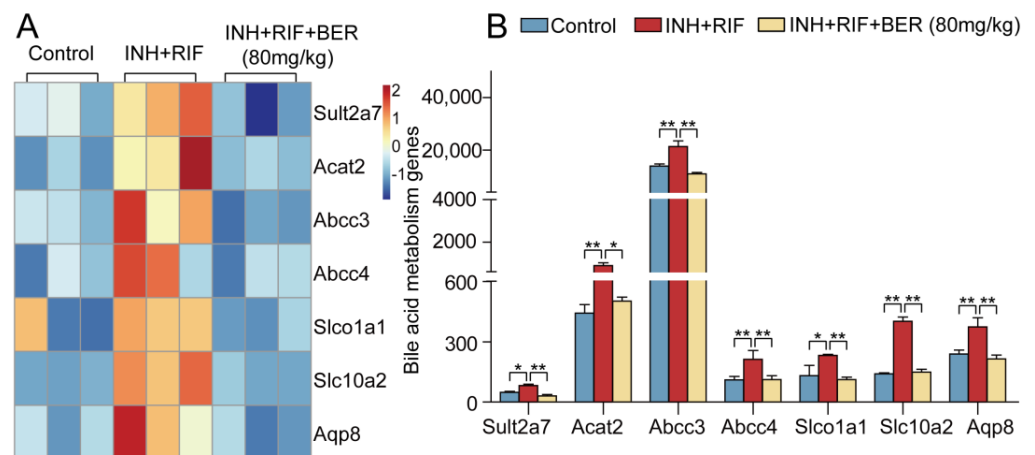 A
Control
INH+RIF
INH+RIF+BER
(80mg/kg)
Sult2a7
Acat2
Abcc3
Abcc4
Slco1a1
Slc10a2
Aqp8
2
1
0
-1
B
Control
INH+RIF
INH+RIF+BER (80mg/kg)
Bile acid metabolism genes
40,000
20,000
4000
2000
600
300
0
* **
** *
** **
** **
* **
** **
** **
Sult2a7 Acat2 Abcc3 Abcc4 Slco1a1 Slc10a2 Aqp8